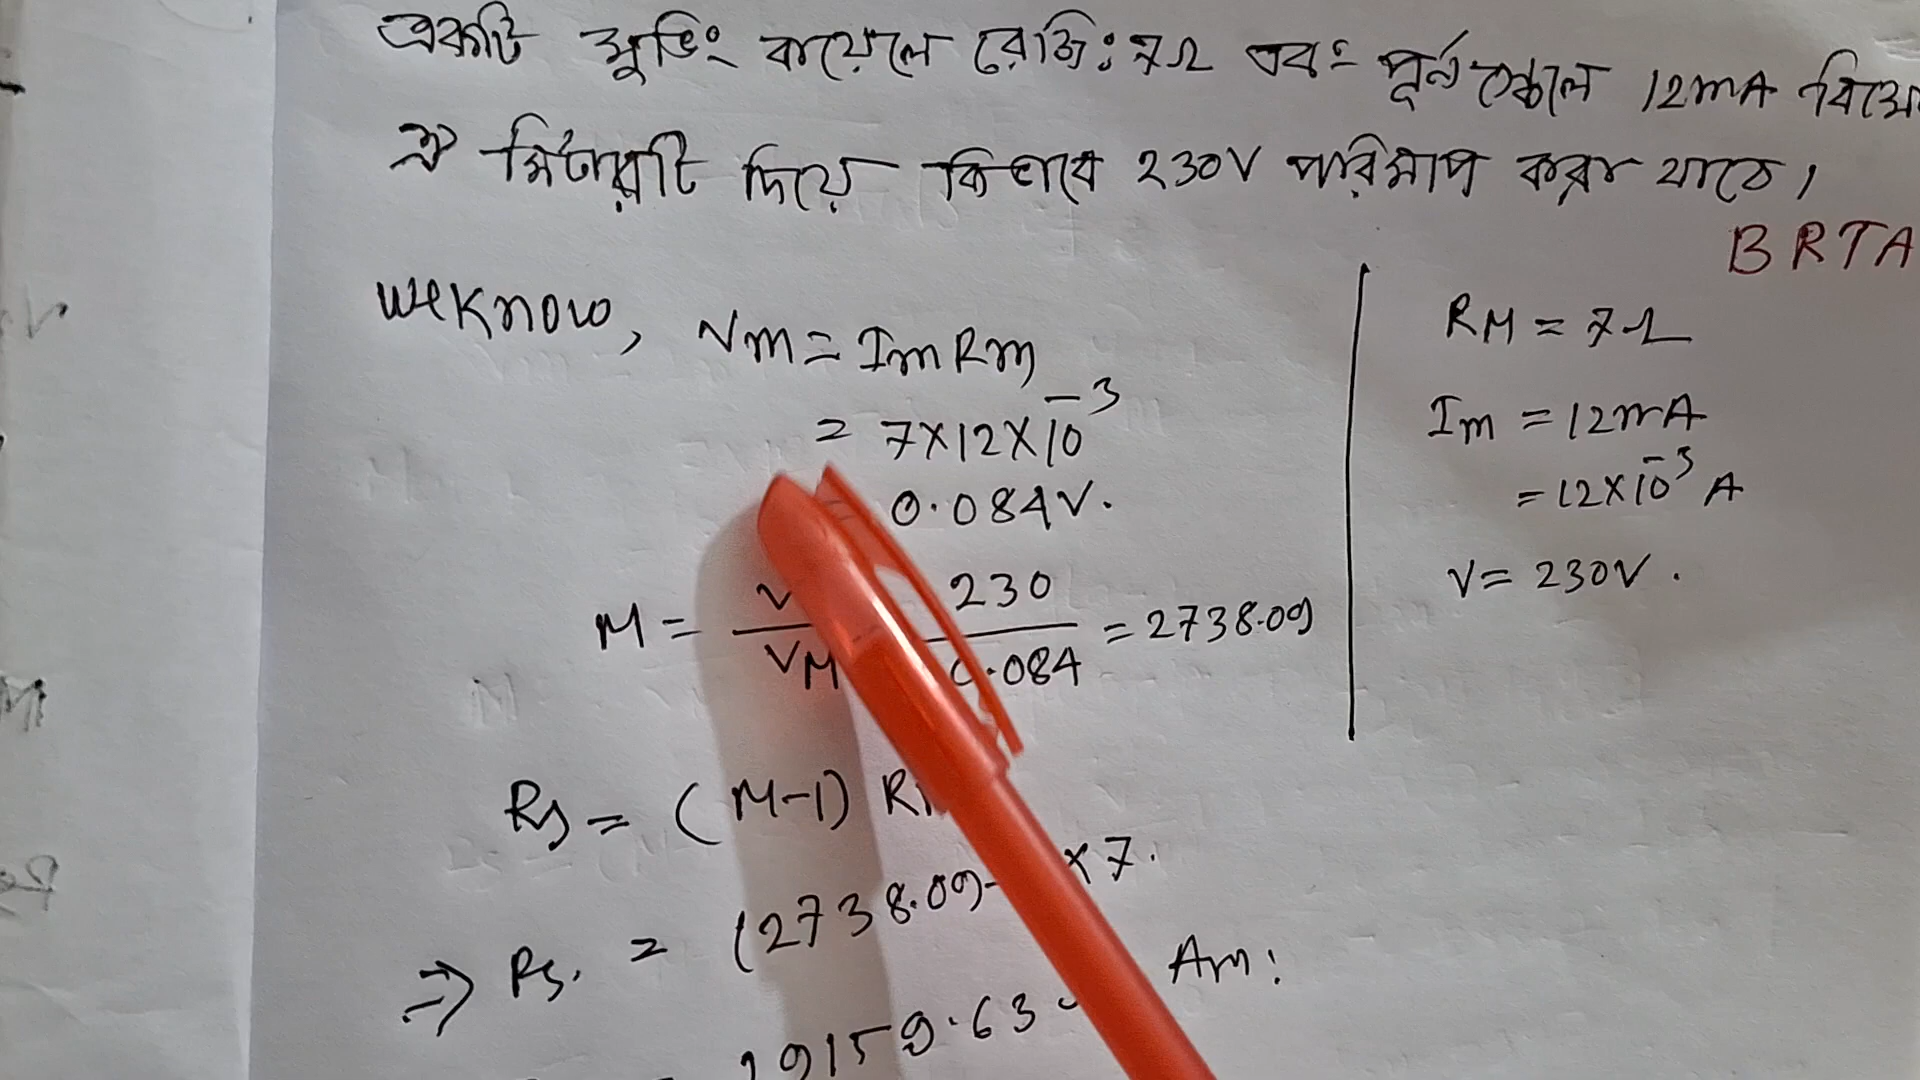 একটি মুভিং কয়েলে রেজিঃ 7Ω এবং পূর্ন স্কেলে 12mA
ঐ মিটারটি দিয়ে কিভাবে 230V পরিমাপ করা যাবে,
BRTA
We know, Vm = Im Rm
= 7×12×10⁻³
0.084V.
M = V/VM 230/0.084 = 2738.09
Rs = (M-1) R
⇒ Rs. = (2738.09- ×7.
19159.63 Am:
RM = 7Ω
Im = 12mA
= 12×10⁻³ A
V = 230V.